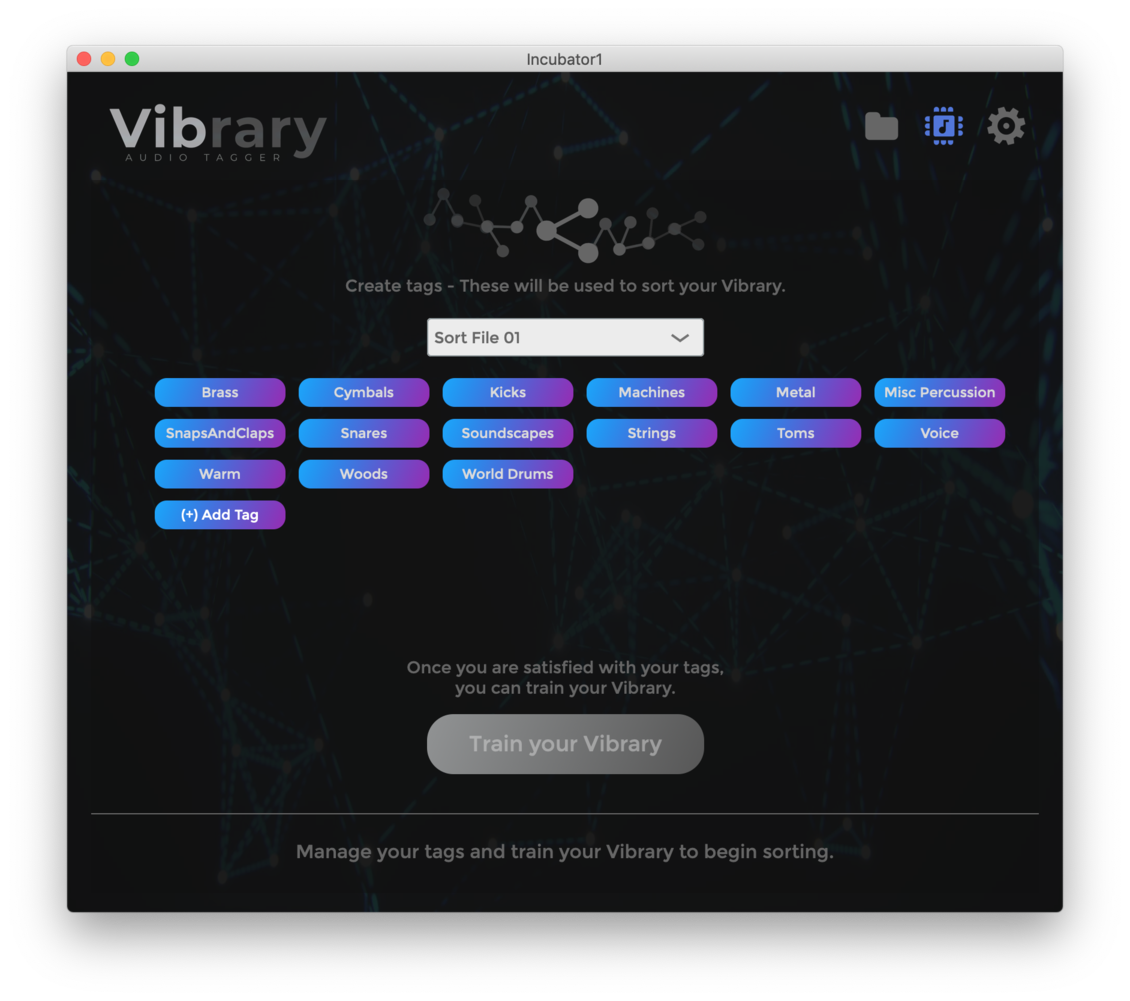 Incubator1
Vibrary
AUDIO TAGGER
Create tags - These will be used to sort your Vibrary.
Sort File 01
Brass Cymbals Kicks Machines Metal Misc Percussion
SnapsAndClaps Snares Soundscapes Strings Toms Voice
Warm Woods World Drums
(+) Add Tag
Once you are satisfied with your tags,
you can train your Vibrary.
Train your Vibrary
Manage your tags and train your Vibrary to begin sorting.